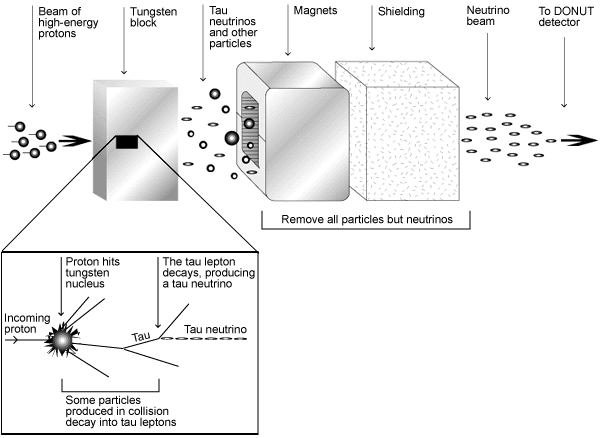 Beam of
high-energy
protons
Tungsten
block
Tau
neutrinos
and other
particles
Magnets
Shielding
Neutrino
beam
To DONUT
detector
Remove all particles but neutrinos
Proton hits
tungsten
nucleus
The tau lepton
decays, producing
a tau neutrino
Incoming
proton
Tau
Tau neutrino
Some particles
produced in collision
decay into tau leptons